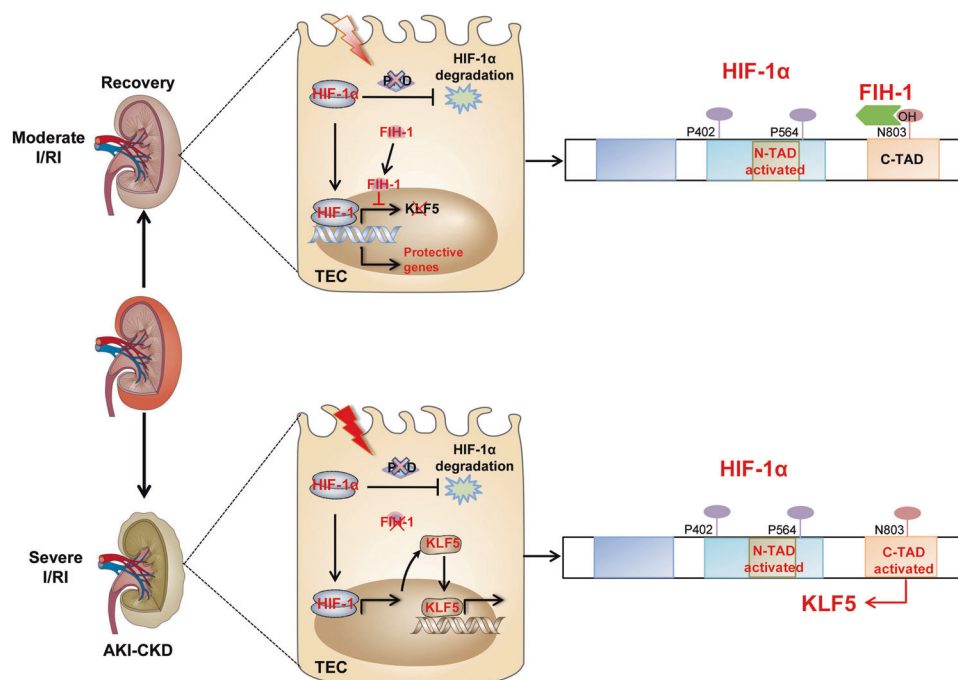 Recovery
Moderate
I/RI
HIF-1α
degradation
P D
HIF-1α
FIH-1
FIH-1
HIF-1
KLF5
Protective
genes
TEC
HIF-1α
FIH-1
OH
P402
P564
N803
N-TAD
activated
C-TAD
Severe
I/RI
AKI-CKD
HIF-1α
degradation
P D
HIF-1α
FIH-1
KLF5
HIF-1
KLF5
TEC
HIF-1α
P402
P564
N803
N-TAD
activated
C-TAD
activated
KLF5